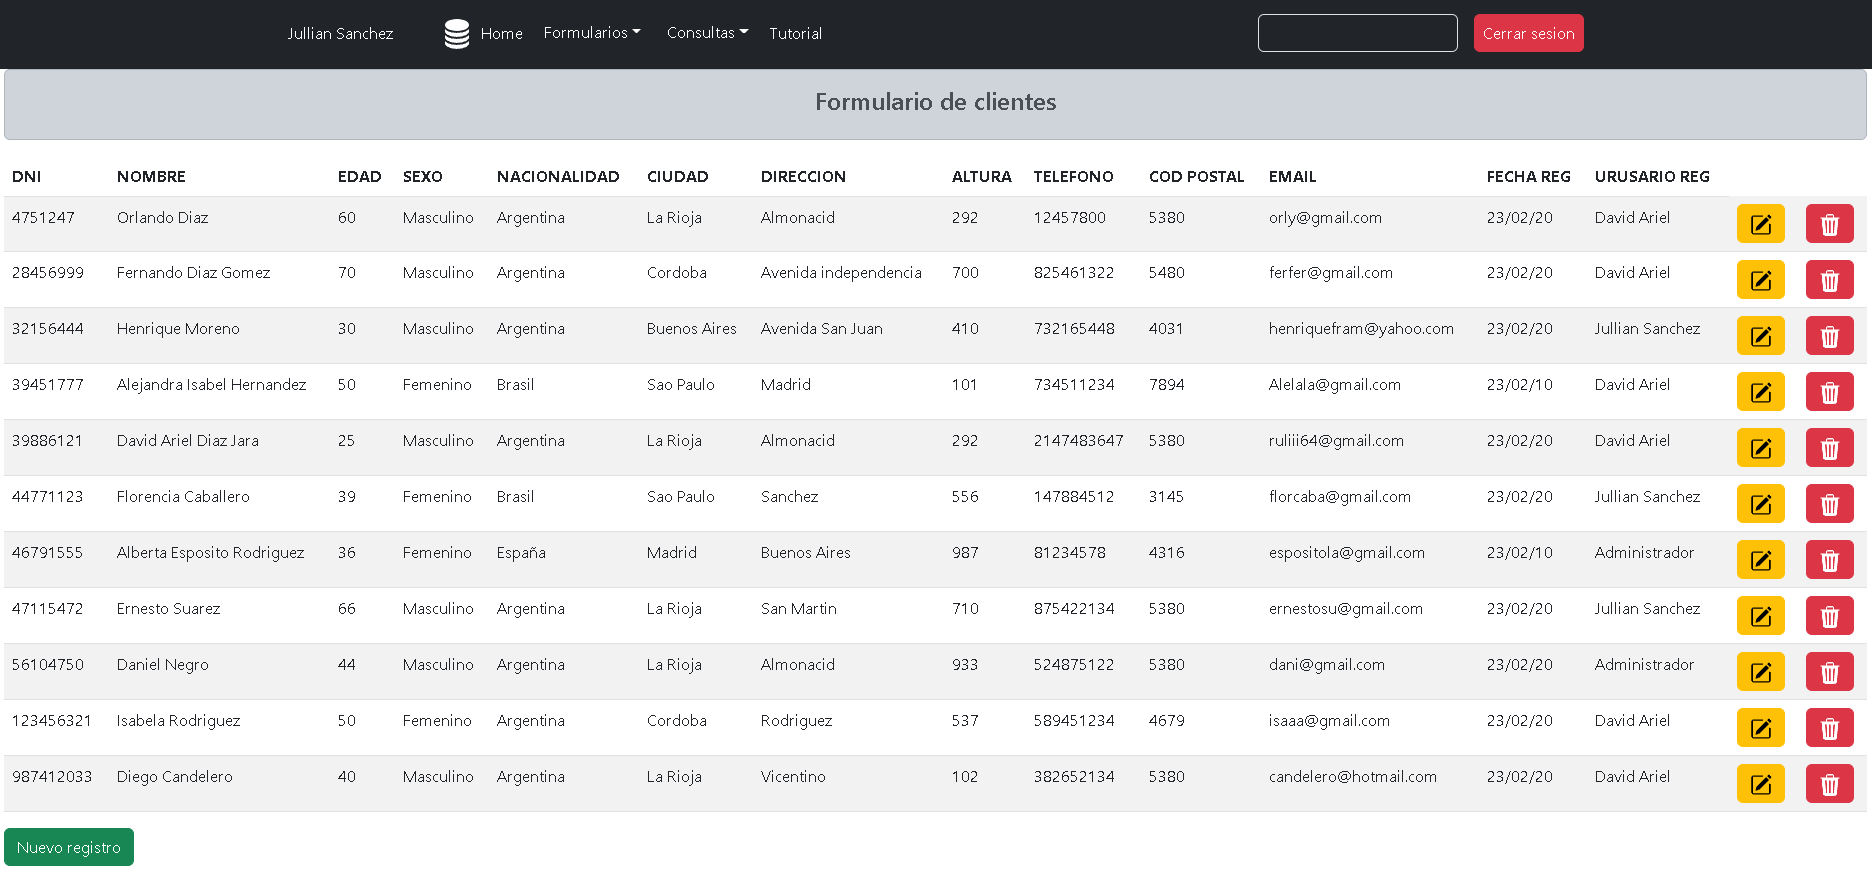 Jullian Sanchez Home Formularios Consultas Tutorial Cerrar sesion
Formulario de clientes
DNI NOMBRE EDAD SEXO NACIONALIDAD CIUDAD DIRECCION ALTURA TELEFONO COD POSTAL EMAIL FECHA REG URUSARIO REG
4751247 Orlando Diaz 60 Masculino Argentina La Rioja Almonacid 292 12457800 5380 orly@gmail.com 23/02/20 David Ariel
28456999 Fernando Diaz Gomez 70 Masculino Argentina Cordoba Avenida independencia 700 825461322 5480 ferfer@gmail.com 23/02/20 David Ariel
32156444 Henrique Moreno 30 Masculino Argentina Buenos Aires Avenida San Juan 410 732165448 4031 henriquefram@yahoo.com 23/02/20 Jullian Sanchez
39451777 Alejandra Isabel Hernandez 50 Femenino Brasil Sao Paulo Madrid 101 734511234 7894 Alelala@gmail.com 23/02/10 David Ariel
39886121 David Ariel Diaz Jara 25 Masculino Argentina La Rioja Almonacid 292 2147483647 5380 ruliii64@gmail.com 23/02/20 David Ariel
44771123 Florencia Caballero 39 Femenino Brasil Sao Paulo Sanchez 556 147884512 3145 florcaba@gmail.com 23/02/20 Jullian Sanchez
46791555 Alberta Esposito Rodriguez 36 Femenino España Madrid Buenos Aires 987 81234578 4316 espositola@gmail.com 23/02/10 Administrador
47115472 Ernesto Suarez 66 Masculino Argentina La Rioja San Martin 710 875422134 5380 ernestosu@gmail.com 23/02/20 Jullian Sanchez
56104750 Daniel Negro 44 Masculino Argentina La Rioja Almonacid 933 524875122 5380 dani@gmail.com 23/02/20 Administrador
123456321 Isabela Rodriguez 50 Femenino Argentina Cordoba Rodriguez 537 589451234 4679 isaaa@gmail.com 23/02/20 David Ariel
987412033 Diego Candelero 40 Masculino Argentina La Rioja Vicentino 102 382652134 5380 candelero@hotmail.com 23/02/20 David Ariel
Nuevo registro